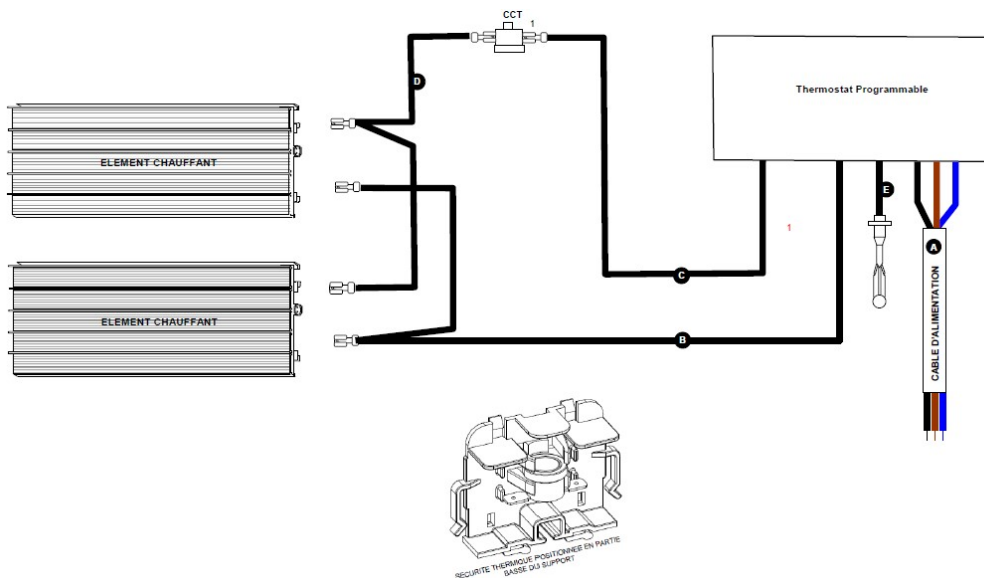 CCT
1
D
Thermostat Programmable
ELEMENT CHAUFFANT
E
1
A
C
CABLE D'ALIMENTATION
ELEMENT CHAUFFANT
B
SECURITE THERMIQUE POSITIONNEE EN PARTIE
BASSE DU SUPPORT